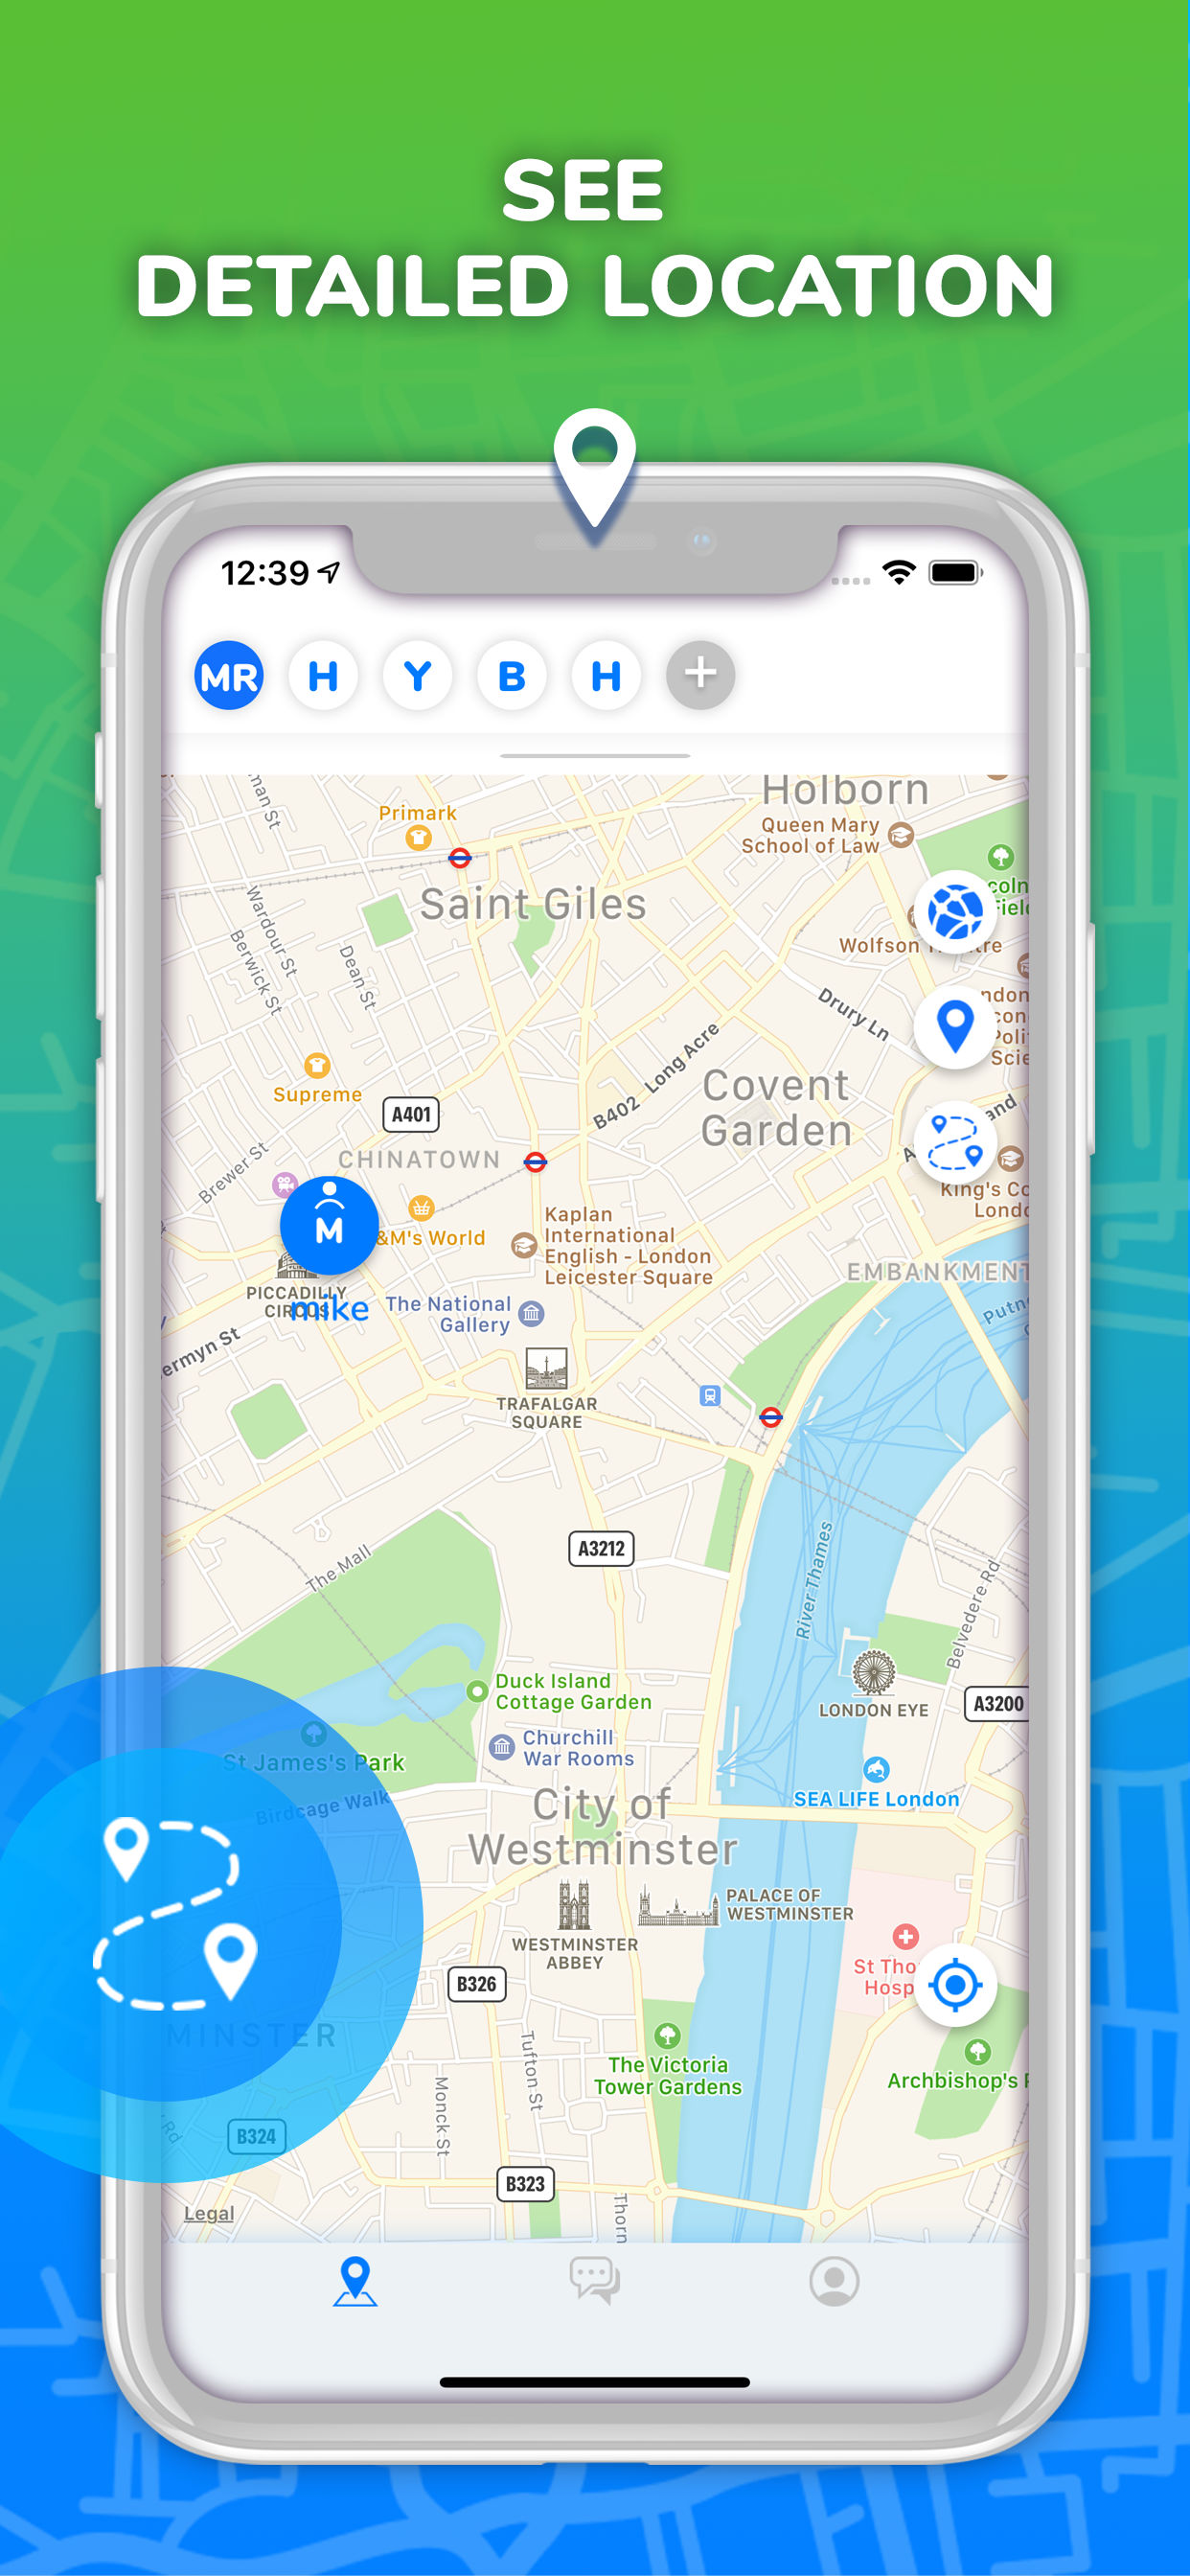 SEE
DETAILED LOCATION
12:39
MR H Y B H +
Holborn
Primark
Queen Mary
School of Law
Saint Giles
Wardour St
Berwick St
Dean St
Wolfson
Drury Ln
B402 Long Acre
Supreme
A401
Covent
Garden
CHINATOWN
Brewer St
King's
M
&M's World
Kaplan
International
English - London
Leicester Square
EMBANKMENT
PICCADILLY
CIRCUS
mike
The National
Gallery
TRAFALGAR
SQUARE
A3212
The Mall
River Thames
Belvedere Rd
Duck Island
Cottage Garden
LONDON EYE
A3200
Churchill
War Rooms
St James's Park
Birdcage Walk
SEA LIFE London
City of
Westminster
PALACE OF
WESTMINSTER
WESTMINSTER
ABBEY
St Tho
Hosp
B326
MINSTER
The Victoria
Tower Gardens
Archbishop's
Tufton St
Monck St
B324
Rd
B323
Thorn
Legal